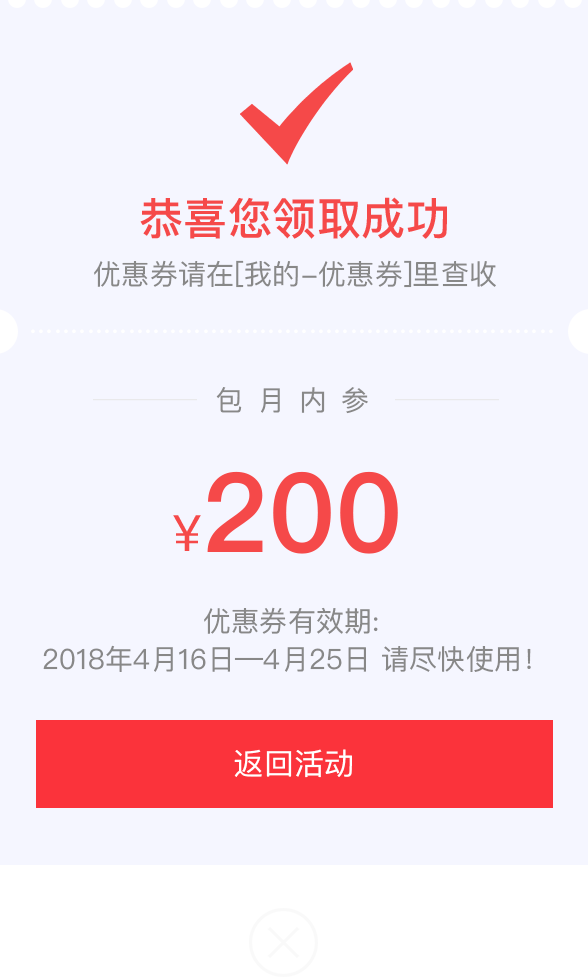 恭喜您领取成功
优惠券请在[我的-优惠券]里查收
包月内参
¥200
优惠券有效期:
2018年4月16日—4月25日 请尽快使用!
返回活动